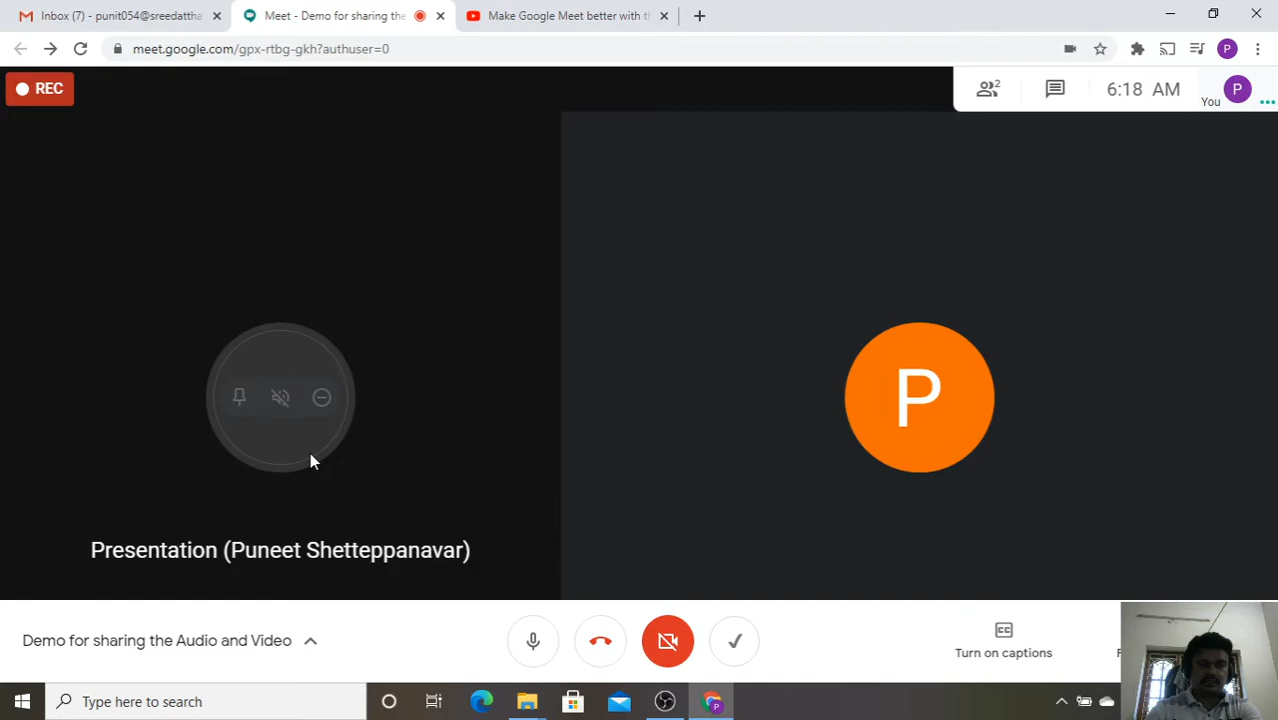 Inbox (7) - punit054@sreedattha
Meet - Demo for sharing the
Make Google Meet better with th
meet.google.com/gpx-rtbg-gkh?authuser=0
P
REC
2
6:18 AM
You
P
P
Presentation (Puneet Shetteppanavar)
Demo for sharing the Audio and Video
Turn on captions
Type here to search
P